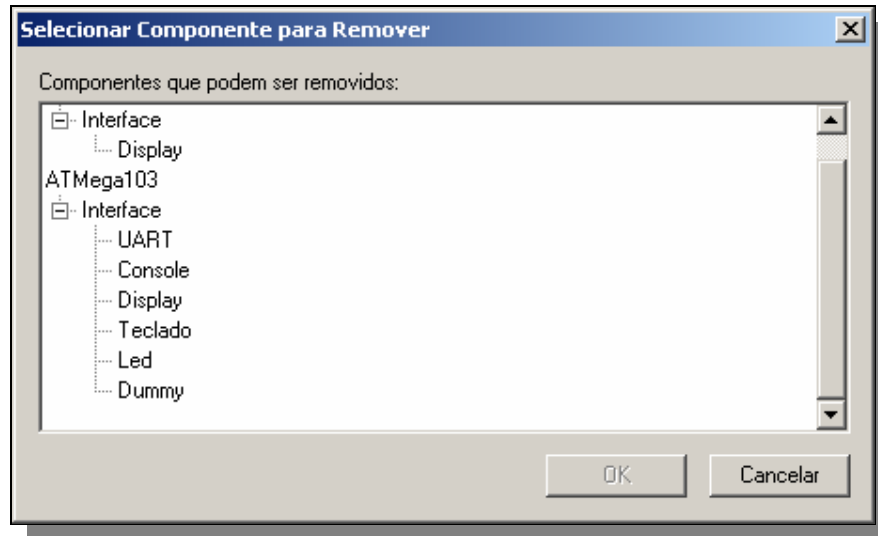 Selecionar Componente para Remover
Componentes que podem ser removidos:
Interface
Display
ATMega103
Interface
UART
Console
Display
Teclado
Led
Dummy
OK
Cancelar